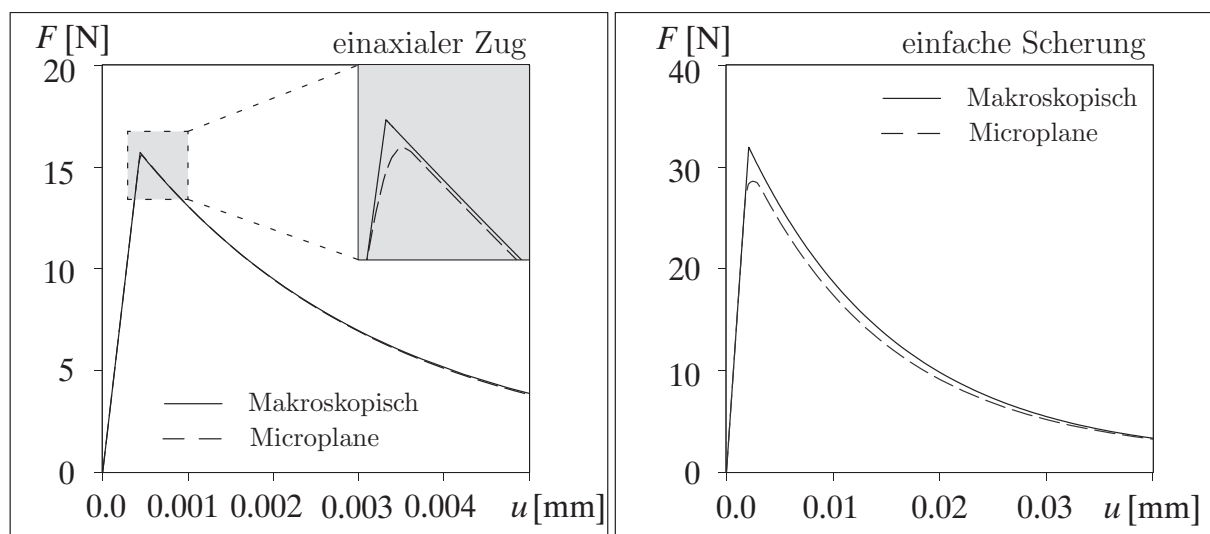 F [N]
einaxialer Zug
20
15
10
5
0
Makroskopisch
Microplane
0.0 0.001 0.002 0.003 0.004 u [mm]
F [N]
einfache Scherung
40
30
20
10
0
Makroskopisch
Microplane
0.0 0.01 0.02 0.03 u [mm]